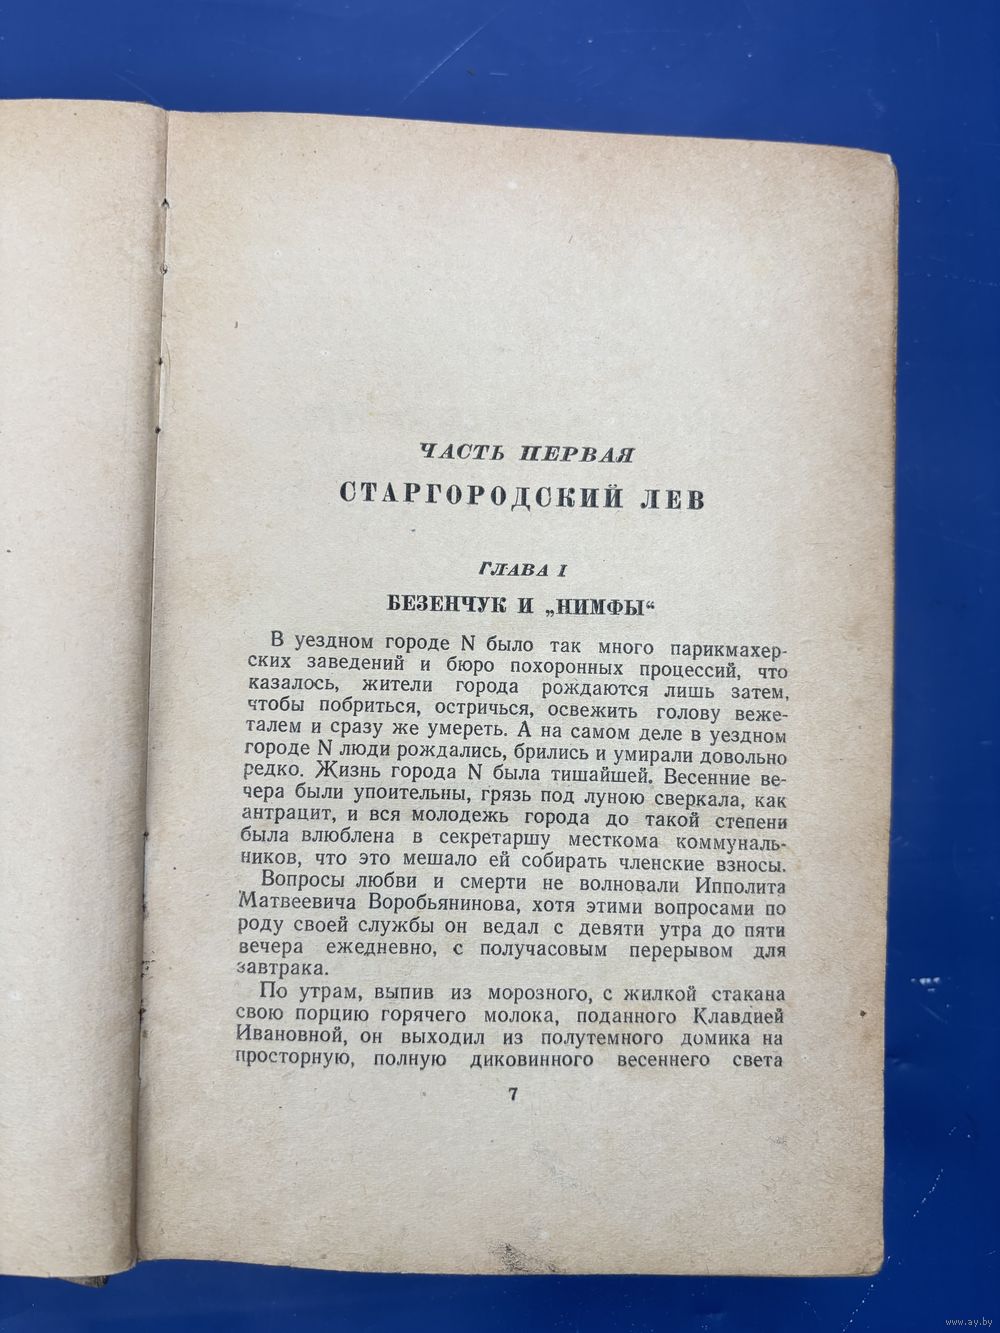 ЧАСТЬ ПЕРВАЯ
СТАРГОРОДСКИЙ ЛЕВ
ГЛАВА I
БЕЗЕНЧУК И „НИМФЫ“
В уездном городе N было так много парикмахер-
ских заведений и бюро похоронных процессий, что
казалось, жители города рождаются лишь затем,
чтобы побриться, остричься, освежить голову веже-
талем и сразу же умереть. А на самом деле в уездном
городе N люди рождались, брились и умирали довольно
редко. Жизнь города N была тишайшей. Весенние ве-
чера были упоительны, грязь под луною сверкала, как
антрацит, и вся молодежь города до такой степени
была влюблена в секретаршу месткома коммуналь-
ников, что это мешало ей собирать членские взносы.
Вопросы любви и смерти не волновали Ипполита
Матвеевича Воробьянинова, хотя этими вопросами по
роду своей службы он ведал с девяти утра до пяти
вечера ежедневно, с получасовым перерывом для
завтрака.
По утрам, выпив из морозного, с жилкой стакана
свою порцию горячего молока, поданного Клавдией
Ивановной, он выходил из полутемного домика на
просторную, полную диковинного весеннего света
7
www.ay.by